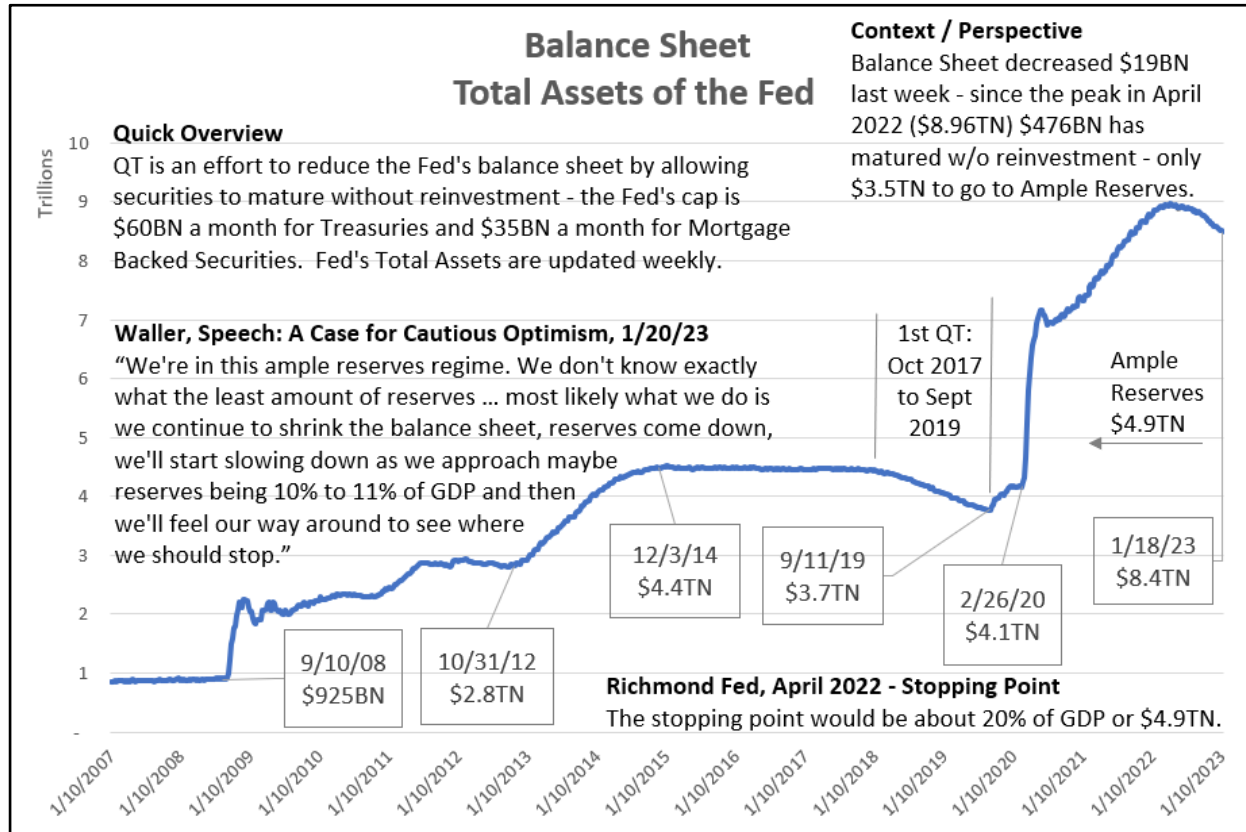 Balance Sheet
Total Assets of the Fed
Context / Perspective
Balance Sheet decreased $19BN
last week - since the peak in April
2022 ($8.96TN) $476BN has
matured w/o reinvestment - only
$3.5TN to go to Ample Reserves.
Quick Overview
QT is an effort to reduce the Fed's balance sheet by allowing
securities to mature without reinvestment - the Fed's cap is
$60BN a month for Treasuries and $35BN a month for Mortgage
Backed Securities.  Fed's Total Assets are updated weekly.
Waller, Speech: A Case for Cautious Optimism, 1/20/23
“We're in this ample reserves regime. We don't know exactly
what the least amount of reserves ... most likely what we do is
we continue to shrink the balance sheet, reserves come down,
we'll start slowing down as we approach maybe
reserves being 10% to 11% of GDP and then
we'll feel our way around to see where
we should stop.”
1st QT:
Oct 2017
to Sept
2019
Ample
Reserves
$4.9TN
9/10/08
$925BN
10/31/12
$2.8TN
12/3/14
$4.4TN
9/11/19
$3.7TN
2/26/20
$4.1TN
1/18/23
$8.4TN
Richmond Fed, April 2022 - Stopping Point
The stopping point would be about 20% of GDP or $4.9TN.
Trillions
10
9
8
7
6
5
4
3
2
1
-
1/10/2007
1/10/2008
1/10/2009
1/10/2010
1/10/2011
1/10/2012
1/10/2013
1/10/2014
1/10/2015
1/10/2016
1/10/2017
1/10/2018
1/10/2019
1/10/2020
1/10/2021
1/10/2022
1/10/2023